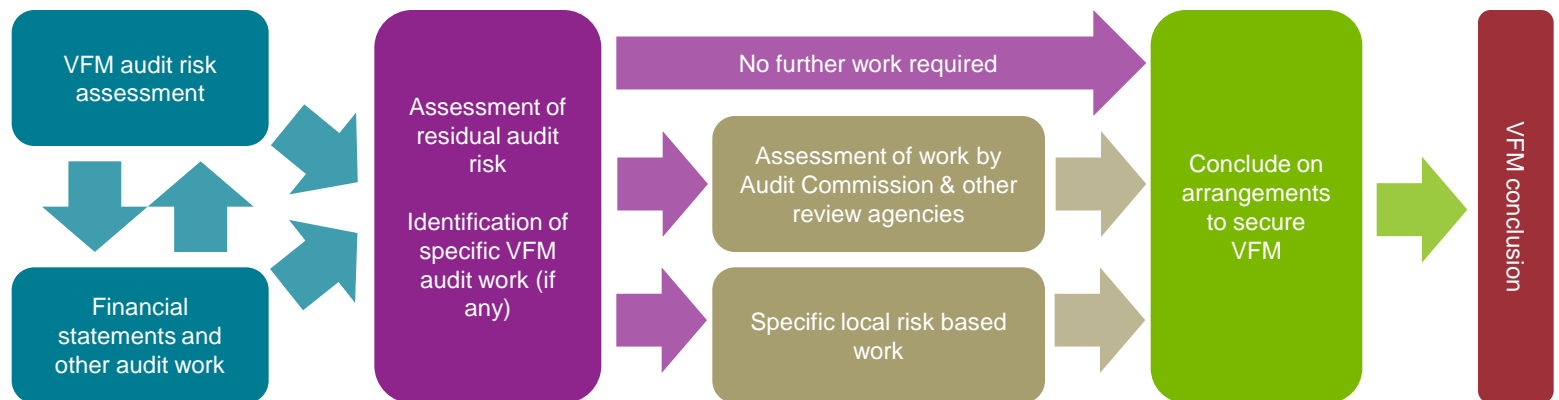 VFM audit risk
assessment
Financial
statements and
other audit work
Assessment of
residual audit
risk
Identification of
specific VFM
audit work (if
any)
No further work required
Assessment of work by
Audit Commission & other
review agencies
Specific local risk based
work
Conclude on
arrangements
to secure
VFM
VFM conclusion